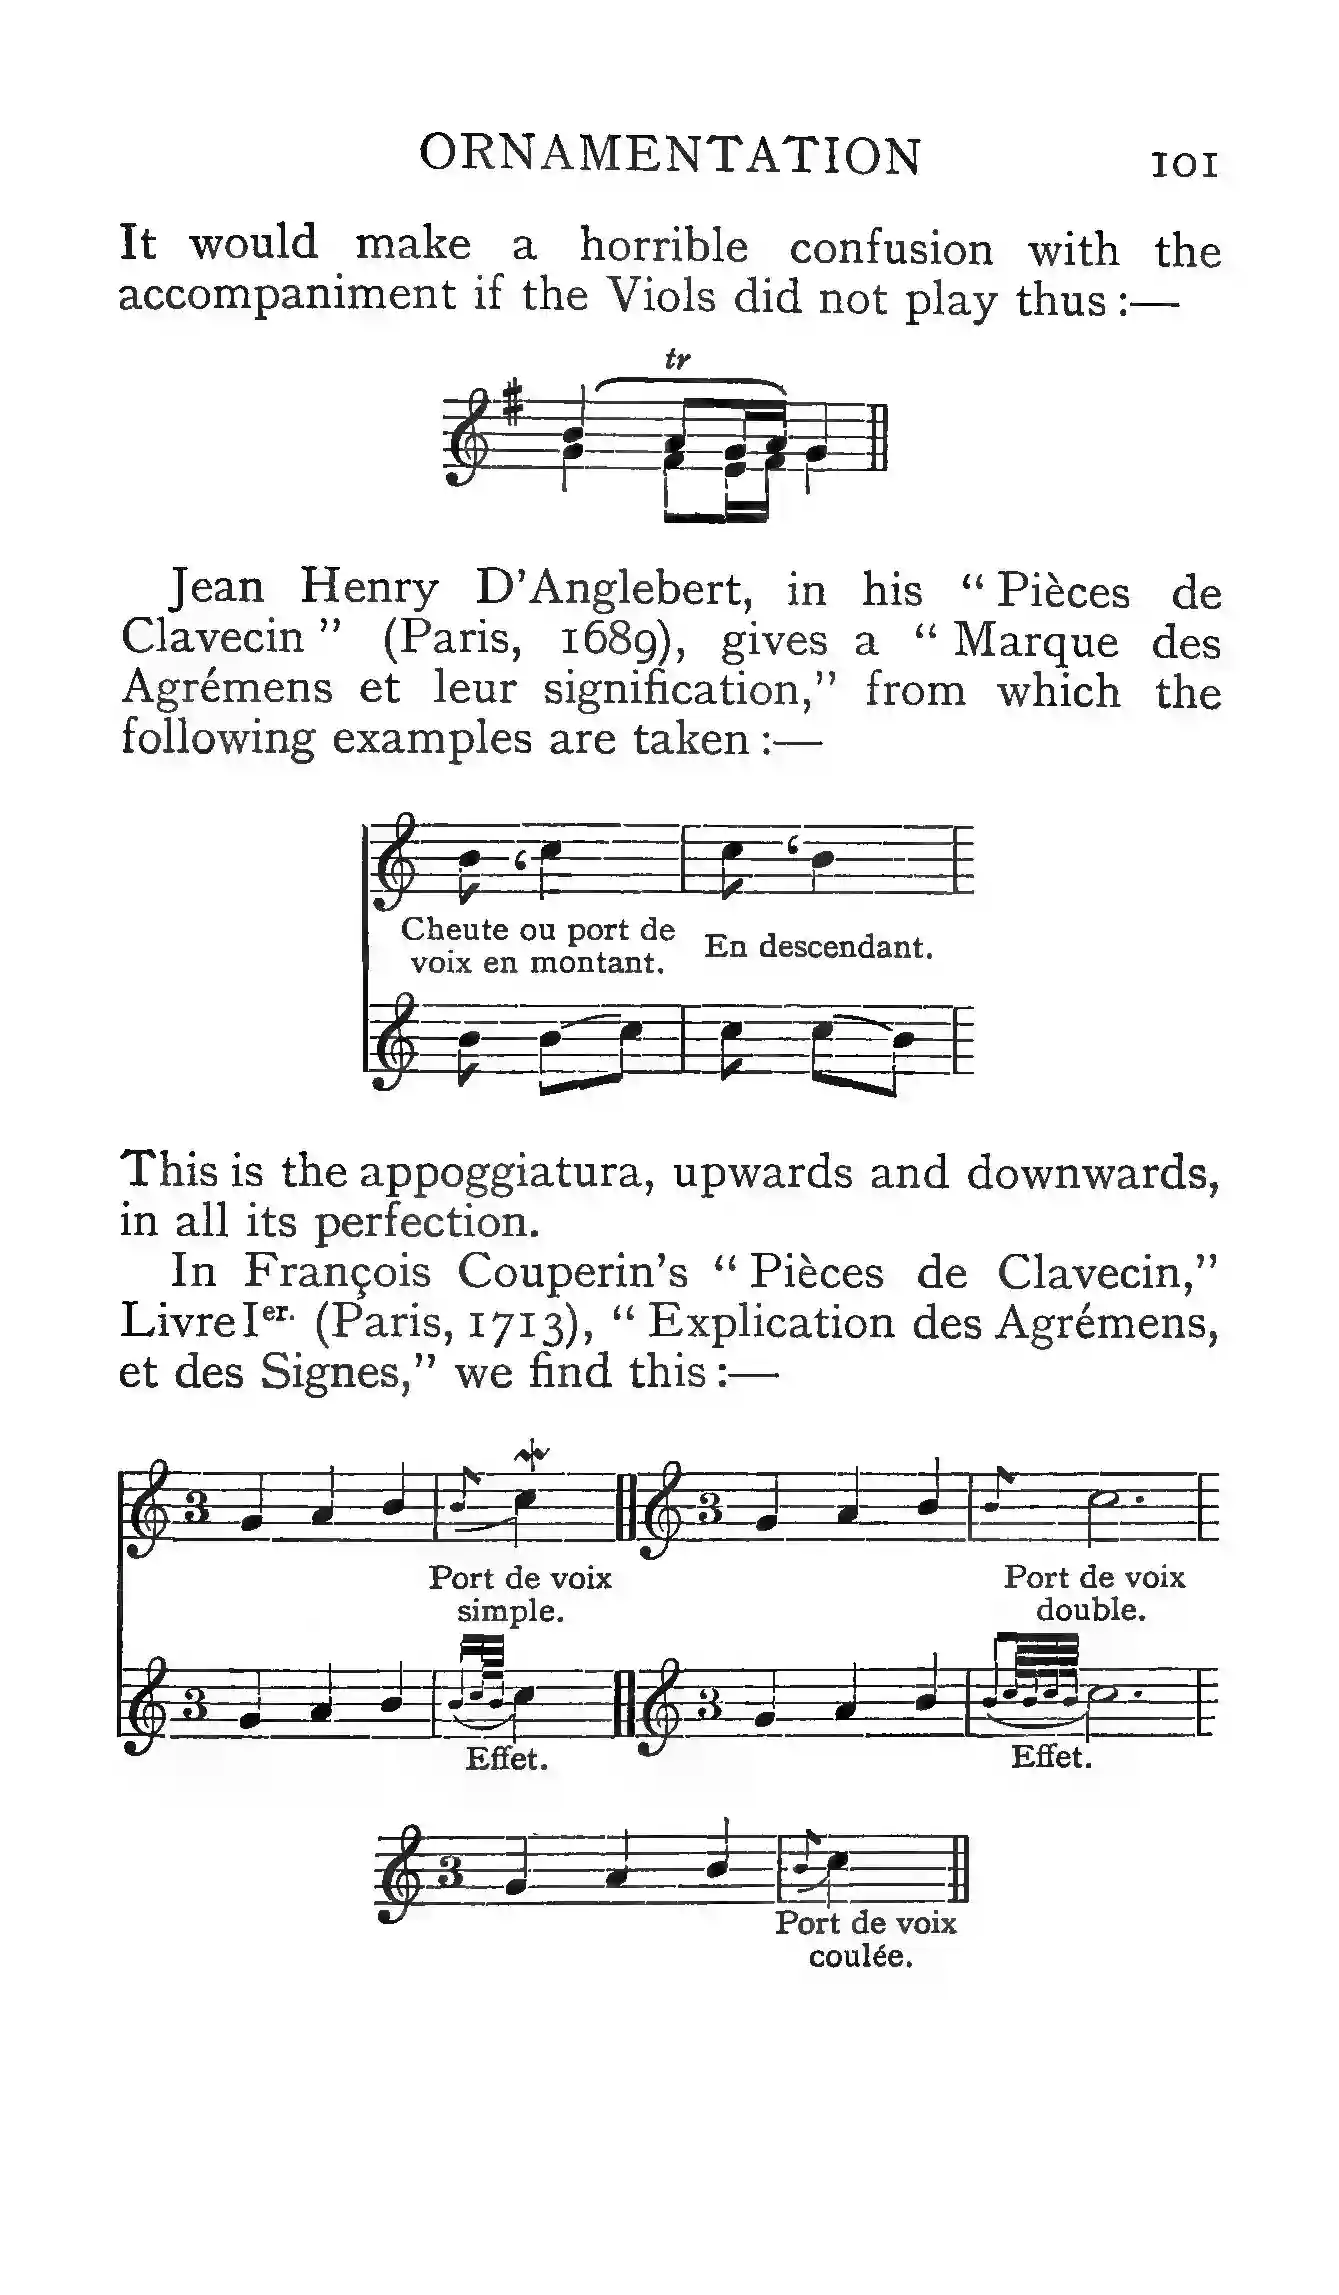 ORNAMENTATION 101
It would make a horrible confusion with the
accompaniment if the Viols did not play thus :—
tr
Jean Henry D’Anglebert, in his “ Pièces de
Clavecin ” (Paris, 1689), gives a “ Marque des
Agrémens et leur signification,” from which the
following examples are taken :—
Cheute ou port de
voix en montant.
En descendant.
This is the appoggiatura, upwards and downwards,
in all its perfection.
In François Couperin’s “ Pièces de Clavecin,”
Livre Ier. (Paris, 1713), “ Explication des Agrémens,
et des Signes,” we find this :—
3 3
Port de voix
simple.
Port de voix
double.
3 3
Effet. Effet.
3
Port de voix
coulée.